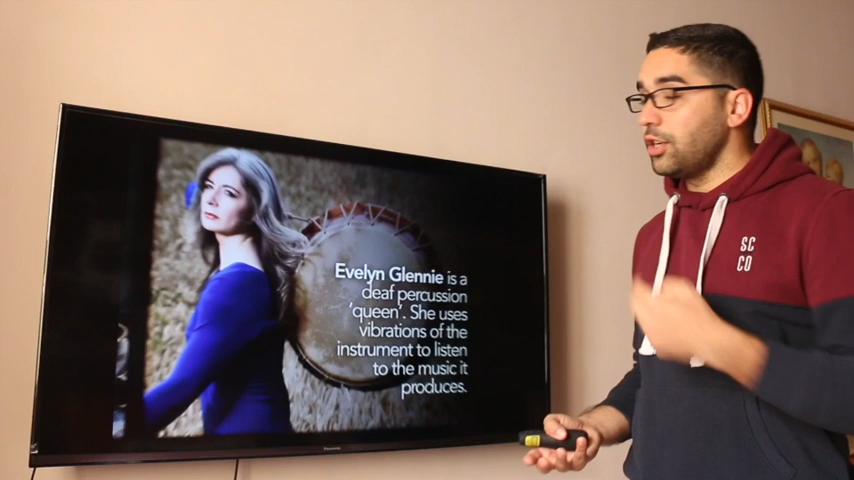 Evelyn Glennie is a
deaf percussion
'queen'. She uses
vibrations of the
instrument to listen
to the music it
produces.
SC
CO
Panasonic